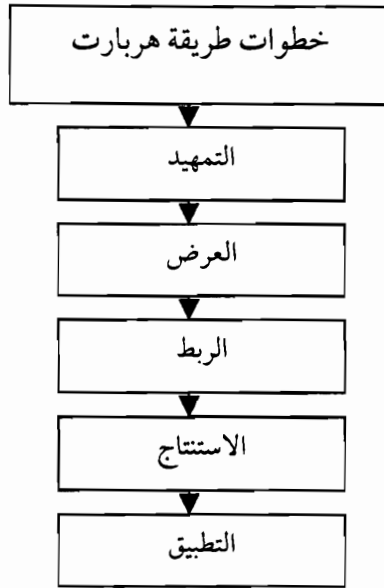 خطوات طريقة هربارت
التمهيد
العرض
الربط
الاستنتاج
التطبيق